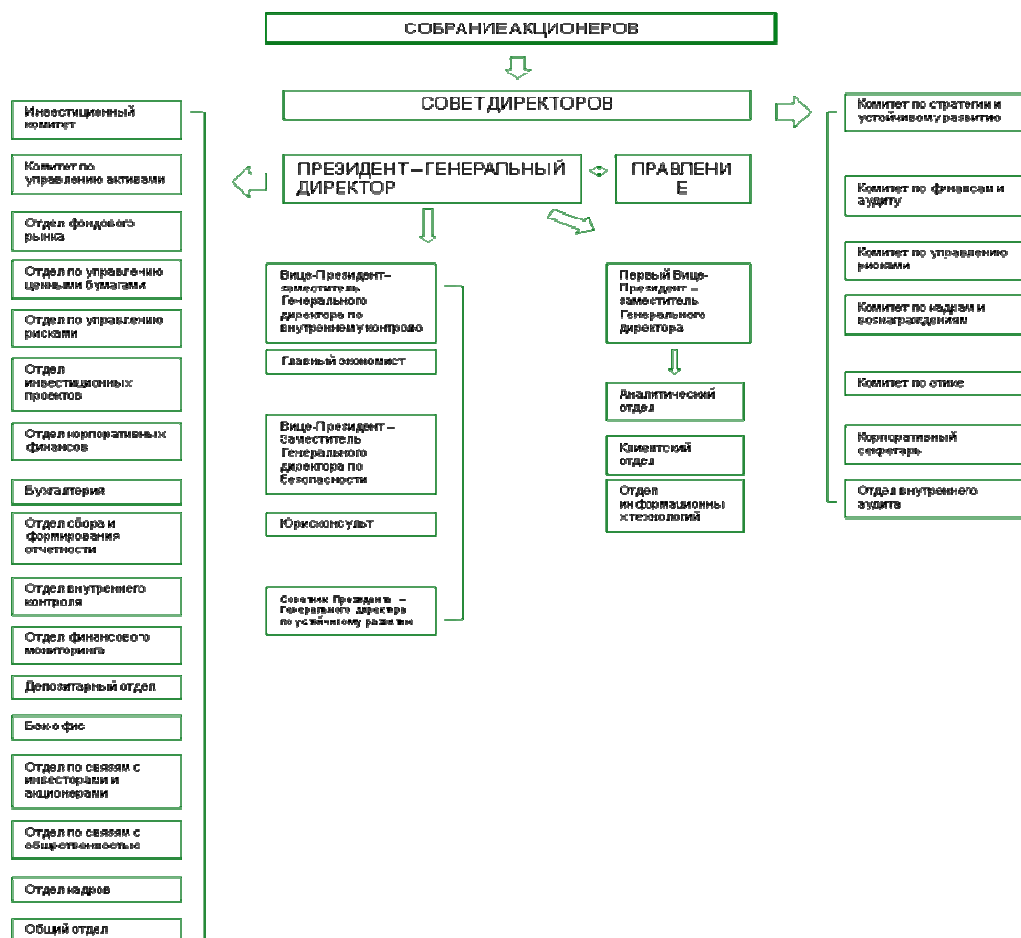 СОБРАНИЕ АКЦИОНЕРОВ
СОВЕТ ДИРЕКТОРОВ
ПРЕЗИДЕНТ – ГЕНЕРАЛЬНЫЙ
ДИРЕКТОР
ПРАВЛЕНИ
Е
Инвестиционный
комитет
Комитет по
управлению активами
Отдел фондового
рынка
Отдел по управлению
ценными бумагами
Отдел по управлению
рисками
Отдел
инвестиционных
проектов
Отдел корпоративных
финансов
Бухгалтерия
Отдел сбора и
формирования
отчетности
Отдел внутреннего
контроля
Отдел финансового
мониторинга
Депозитарный отдел
Бэк-офис
Отдел по связям с
инвесторами и
акционерами
Отдел по связям с
общественностью
Отдел кадров
Общий отдел
Вице-Президент–
заместитель
Генерального
директора по
внутреннему контролю
Главный экономист
Вице-Президент –
Заместитель
Генерального
директора по
безопасности
Юрисконсульт
Советник Президента –
Генерального директора
по устойчивому развитию
Первый Вице-
Президент –
заместитель
Генерального
директора
Аналитический
отдел
Клиентский
отдел
Отдел
информационны
х технологий
Комитет по стратегии и
устойчивому развитию
Комитет по финансам и
аудиту
Комитет по управлению
рисками
Комитет по кадрам и
вознаграждениям
Комитет по этике
Корпоративный
секретарь
Отдел внутреннего
аудита